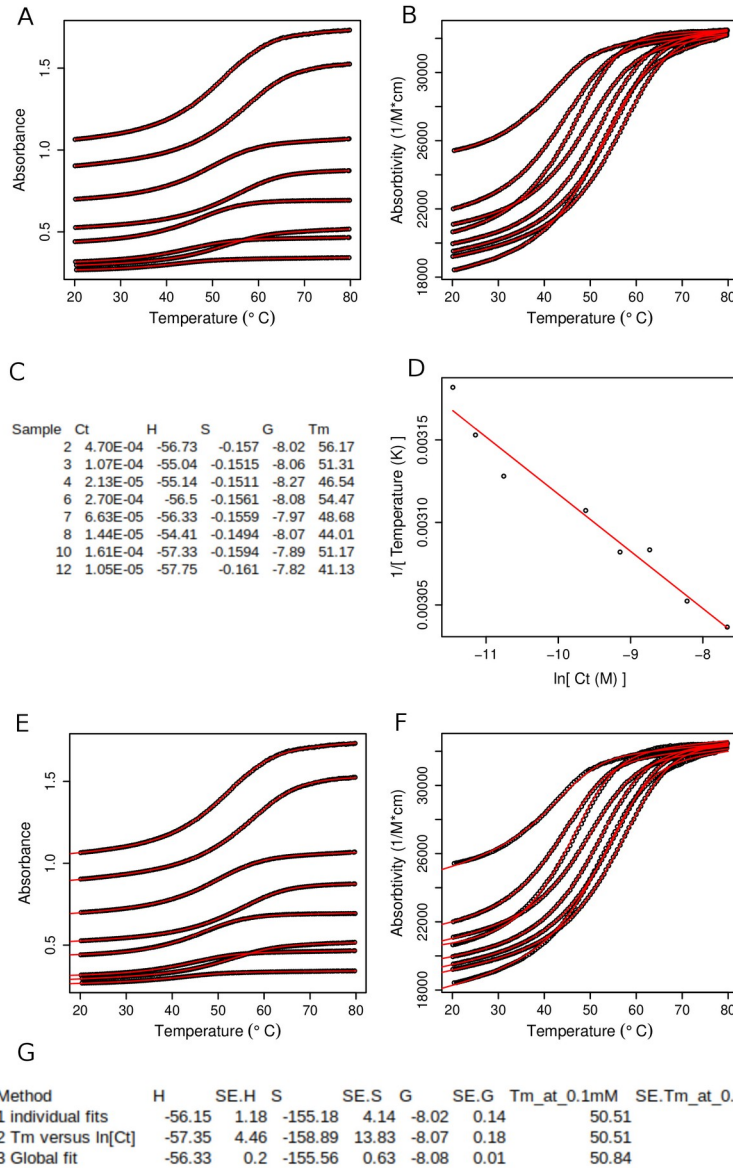 A
B
Absorbance
0.5 1.0 1.5
20 30 40 50 60 70 80
Temperature (° C)
Absorbtivity (1/M*cm)
18000 22000 26000 30000
20 30 40 50 60 70 80
Temperature (° C)
C
Sample Ct H S G Tm
2 4.70E-04 -56.73 -0.157 -8.02 56.17
3 1.07E-04 -55.04 -0.1515 -8.06 51.31
4 2.13E-05 -55.14 -0.1511 -8.27 46.54
6 2.70E-04 -56.5 -0.1561 -8.08 54.47
7 6.63E-05 -56.33 -0.1559 -7.97 48.68
8 1.44E-05 -54.41 -0.1494 -8.07 44.01
10 1.61E-04 -57.33 -0.1594 -7.89 51.17
12 1.05E-05 -57.75 -0.161 -7.82 41.13
D
1/[ Temperature (K) ]
0.00305 0.00310 0.00315
-11 -10 -9 -8
ln[ Ct (M) ]
E
F
Absorbance
0.5 1.0 1.5
20 30 40 50 60 70 80
Temperature (° C)
Absorbtivity (1/M*cm)
18000 22000 26000 30000
20 30 40 50 60 70 80
Temperature (° C)
G
Method H SE.H S SE.S G SE.G Tm_at_0.1mM SE.Tm_at_0.
1 individual fits -56.15 1.18 -155.18 4.14 -8.02 0.14 50.51
2 Tm versus ln[Ct] -57.35 4.46 -158.89 13.83 -8.07 0.18 50.51
3 Global fit -56.33 0.2 -155.56 0.63 -8.08 0.01 50.84